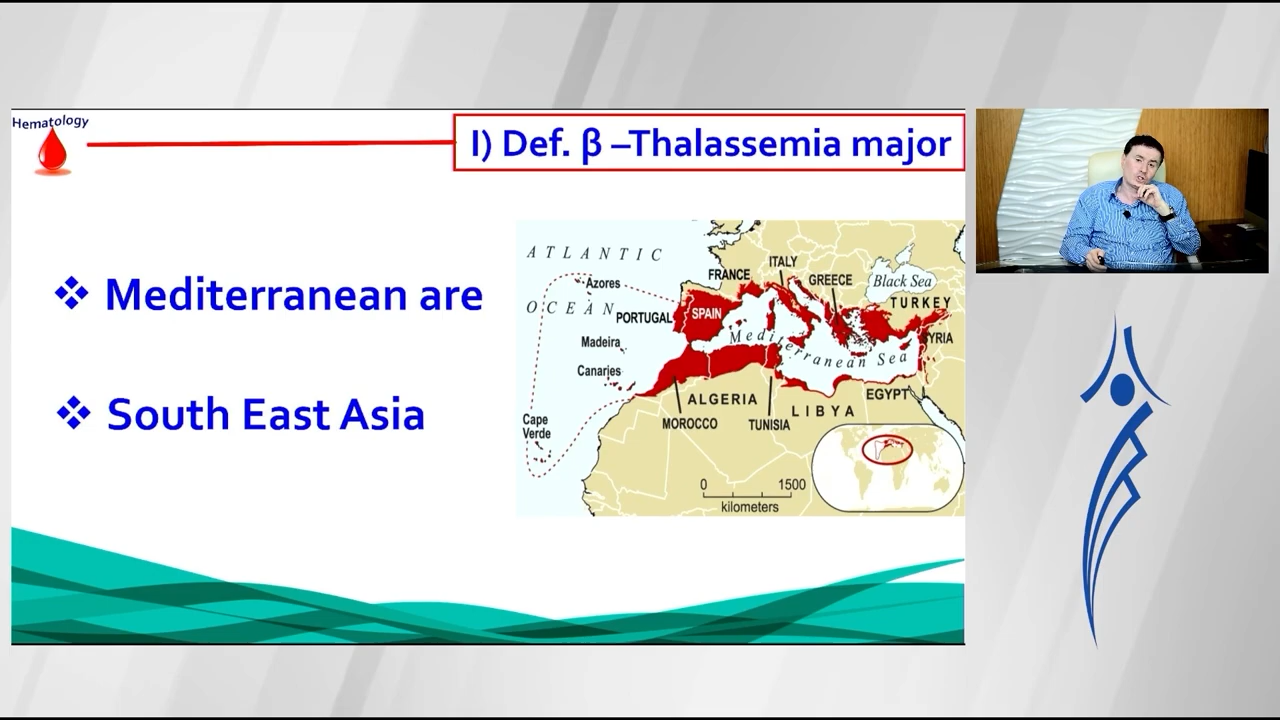 Hematology
I) Def. β –Thalassemia major
❖ Mediterranean are
❖ South East Asia
ATLANTIC
OCEAN
Azores
PORTUGAL
SPAIN
FRANCE
ITALY
GREECE
Black Sea
TURKEY
YRIA
Mediterranean Sea
Madeira
Canaries
Cape
Verde
MOROCCO
ALGERIA
TUNISIA
LIBYA
EGYPT
0 1500
kilometers